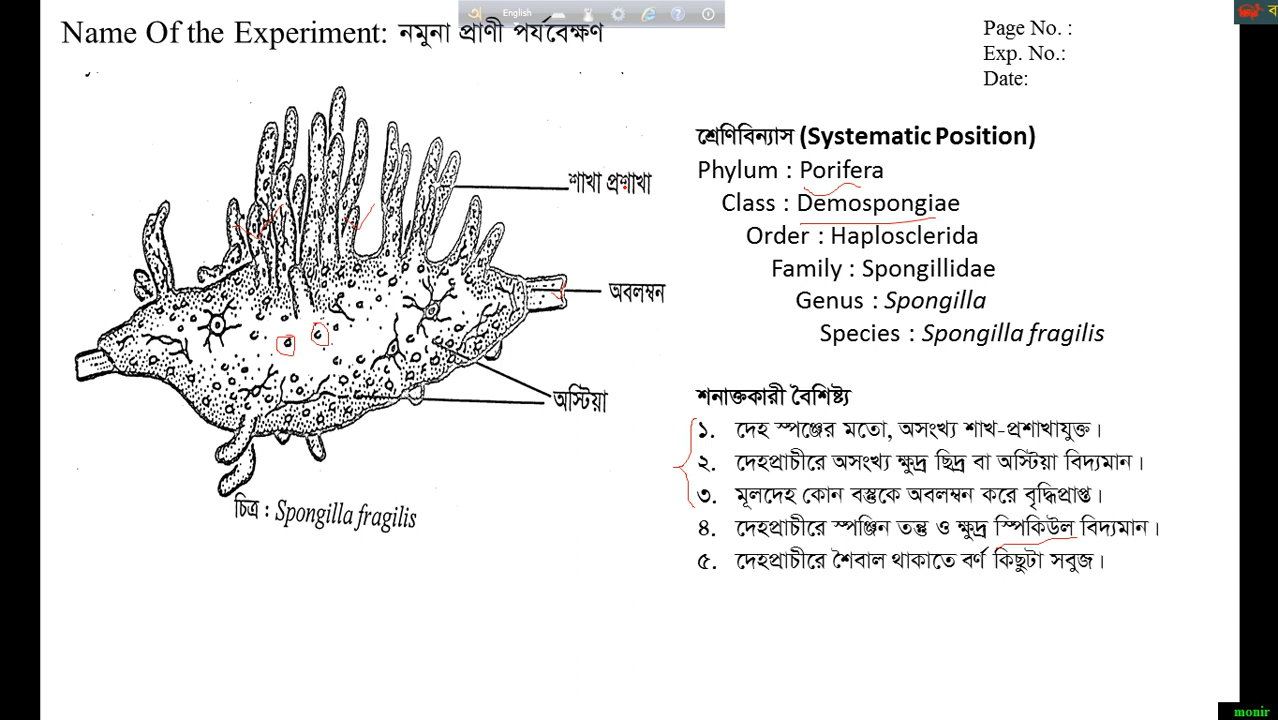 English
Name Of the Experiment: নমুনা প্রাণী পর্যবেক্ষণ
Page No. :
Exp. No.:
Date:
শাখা প্রশাখা
অবলম্বন
অস্টিয়া
চিত্র : Spongilla fragilis
শ্রেণিবিন্যাস (Systematic Position)
Phylum : Porifera
Class : Demospongiae
Order : Haplosclerida
Family : Spongillidae
Genus : Spongilla
Species : Spongilla fragilis
শনাক্তকারী বৈশিষ্ট্য
১. দেহ স্পঞ্জের মতো, অসংখ্য শাখ-প্রশাখাযুক্ত।
২. দেহপ্রাচীরে অসংখ্য ক্ষুদ্র ছিদ্র বা অস্টিয়া বিদ্যমান।
৩. মূলদেহ কোন বস্তুকে অবলম্বন করে বৃদ্ধিপ্রাপ্ত।
৪. দেহপ্রাচীরে স্পঞ্জিন তন্তু ও ক্ষুদ্র স্পিকিউল বিদ্যমান।
৫. দেহপ্রাচীরে শৈবাল থাকাতে বর্ণ কিছুটা সবুজ।
monir